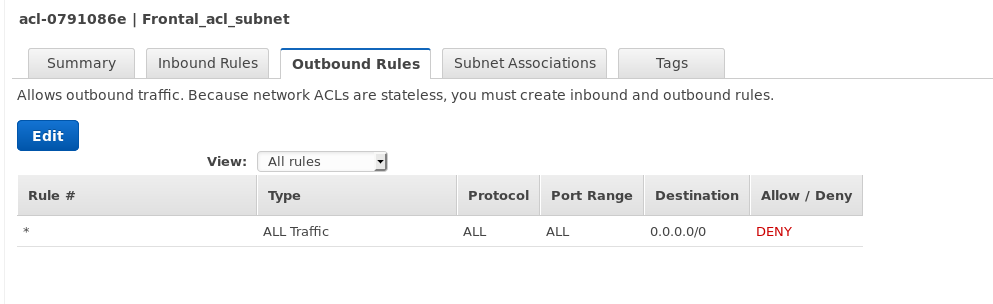 acl-0791086e | Frontal_acl_subnet
Summary Inbound Rules Outbound Rules Subnet Associations Tags
Allows outbound traffic. Because network ACLs are stateless, you must create inbound and outbound rules.
Edit
View: All rules
Rule # Type Protocol Port Range Destination Allow / Deny
* ALL Traffic ALL ALL 0.0.0.0/0 DENY